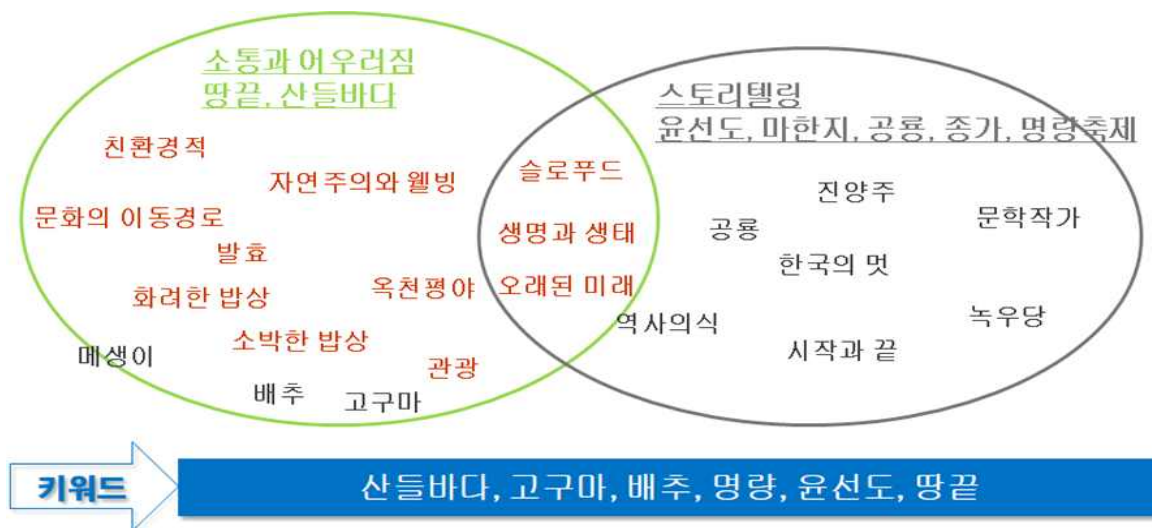 소통과 어우러짐
땅끝, 산들바다
스토리텔링
윤선도, 마한지, 공룡, 종가, 명량축제
친환경적
자연주의와 웰빙
슬로푸드
문화의 이동경로
생명과 생태
진양주
문학작가
공룡
발효
한국의 멋
화려한 밥상
옥천평야
오래된 미래
역사의식
녹우당
메생이
소박한 밥상
시작과 끝
관광
배추
고구마
키워드
산들바다, 고구마, 배추, 명량, 윤선도, 땅끝